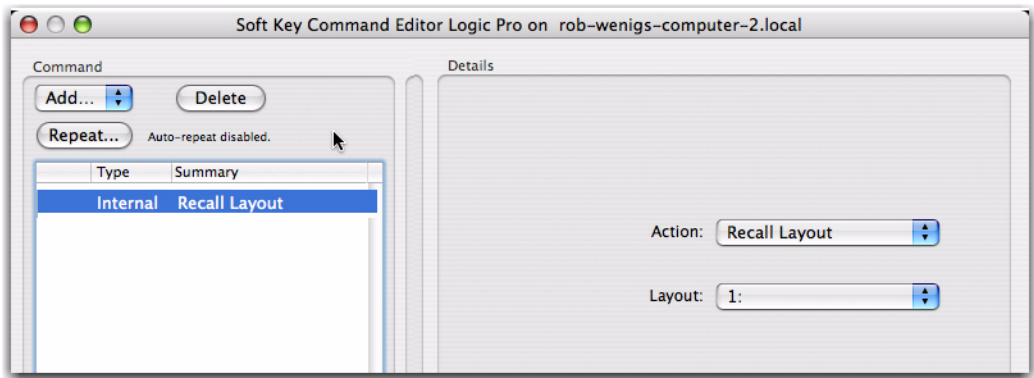 Soft Key Command Editor Logic Pro on rob-wenigs-computer-2.local
Command
Add...
Delete
Repeat...
Auto-repeat disabled.
Type Summary
Internal Recall Layout
Details
Action: Recall Layout
Layout: 1: